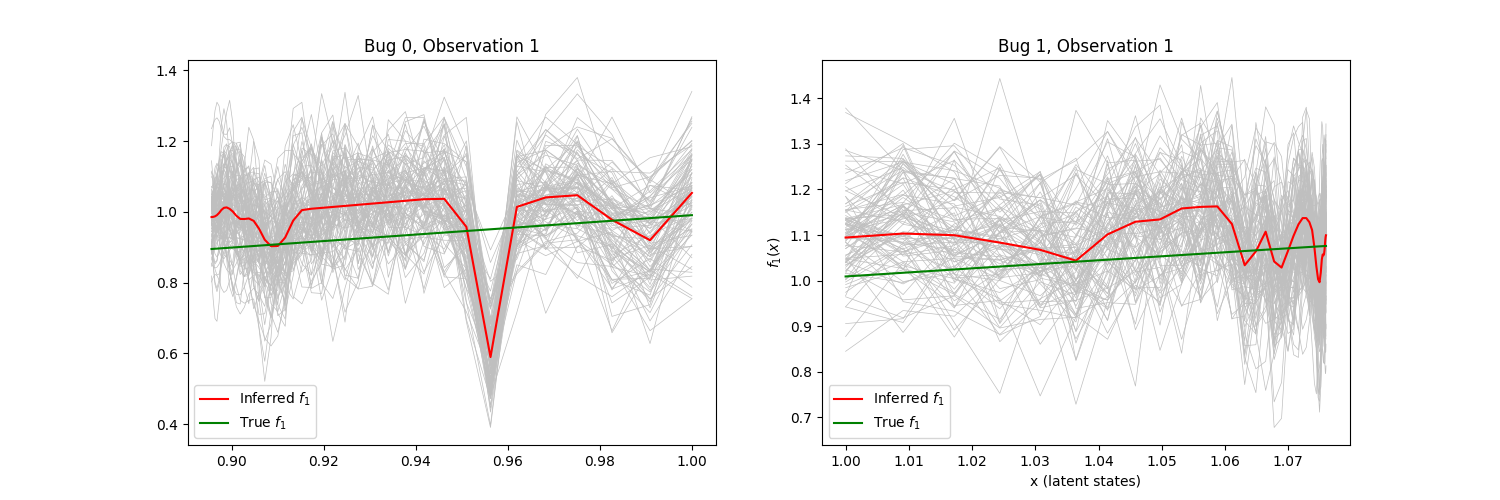 Bug 0, Observation 1
1.4
1.2
1.0
0.8
0.6
0.4
Inferred f₁
True f₁
0.90 0.92 0.94 0.96 0.98 1.00
Bug 1, Observation 1
f₁(x)
1.4
1.3
1.2
1.1
1.0
0.9
0.8
0.7
Inferred f₁
True f₁
1.00 1.01 1.02 1.03 1.04 1.05 1.06 1.07
x (latent states)